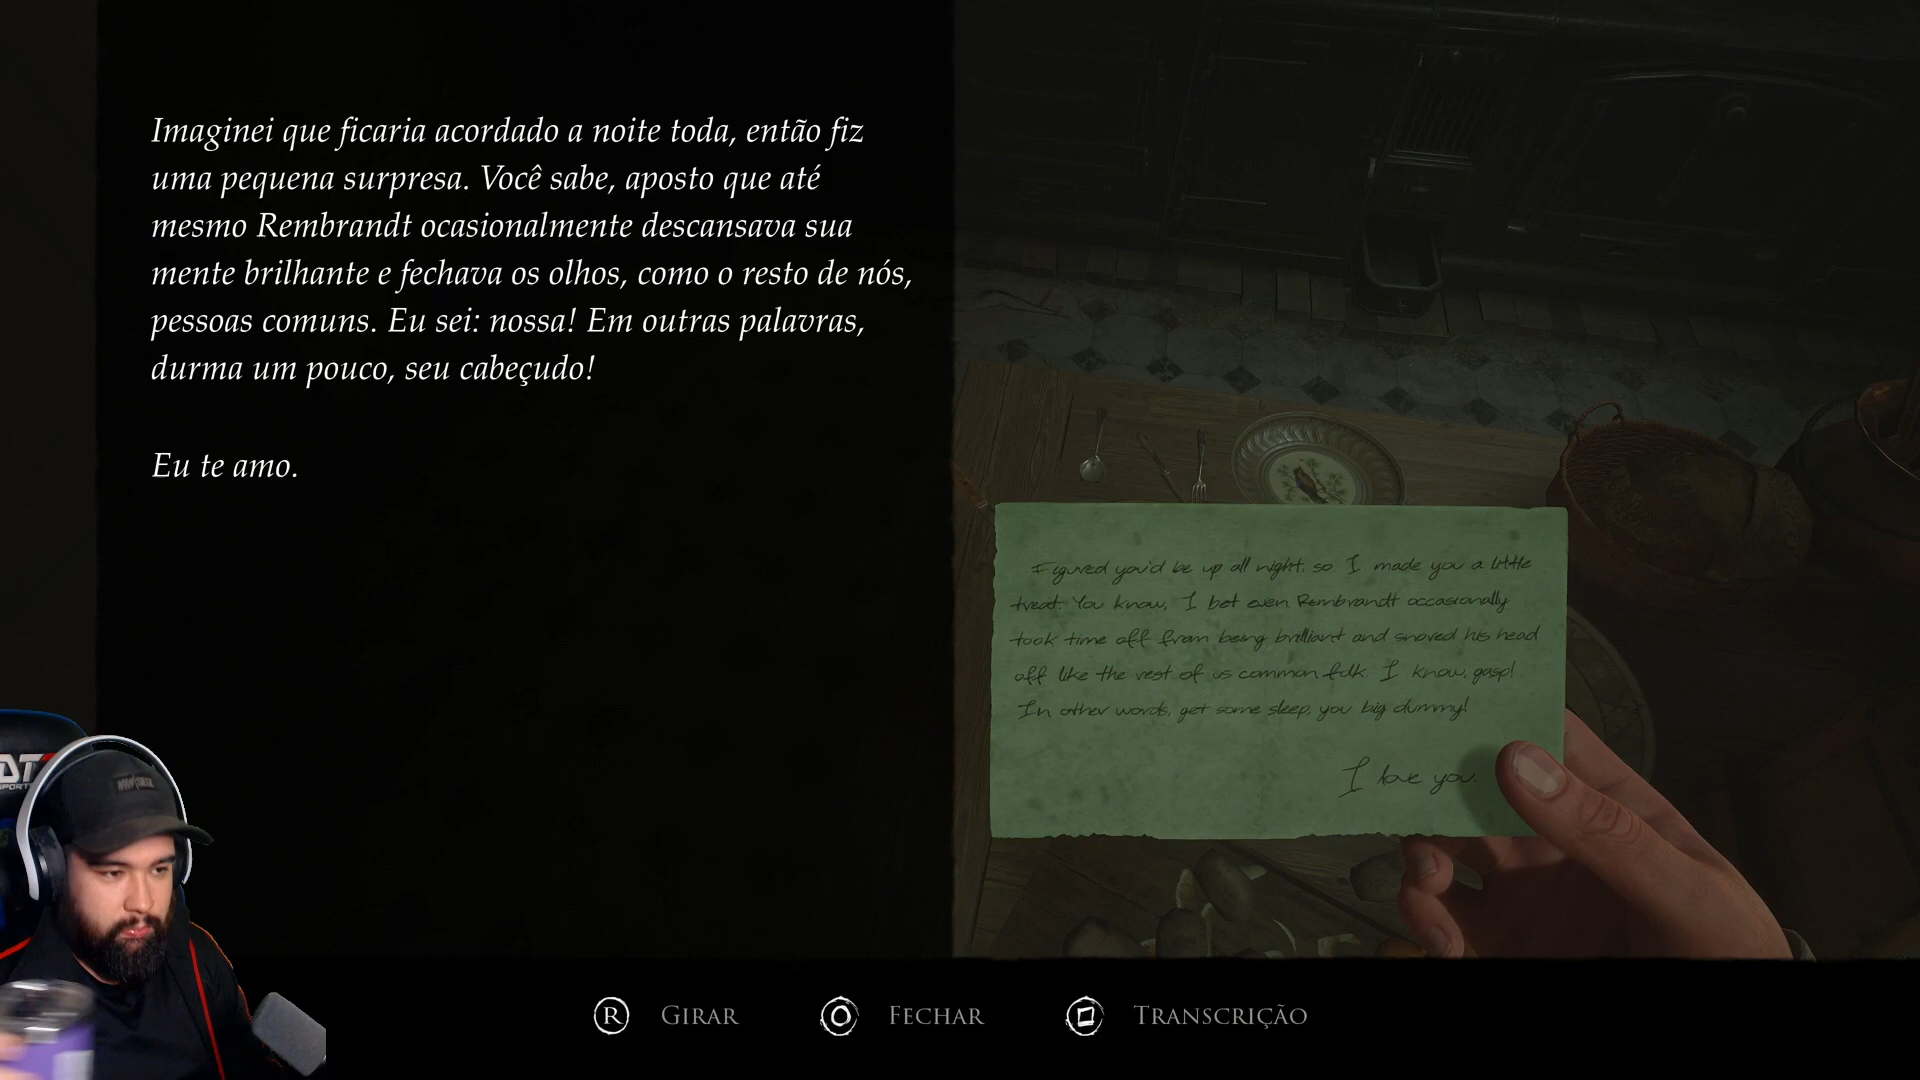 Imaginei que ficaria acordado a noite toda, então fiz
uma pequena surpresa. Você sabe, aposto que até
mesmo Rembrandt ocasionalmente descansava sua
mente brilhante e fechava os olhos, como o resto de nós,
pessoas comuns. Eu sei: nossa! Em outras palavras,
durma um pouco, seu cabeçudo!
Eu te amo.
Figured you'd be up all night, so I made you a little
treat. You know, I bet even Rembrandt occasionally
took time off from being brilliant and snored his head
off like the rest of us common folk. I know, gasp!
In other words, get some sleep, you big dummy!
I love you.
R GIRAR
FECHAR
TRANSCRIÇÃO